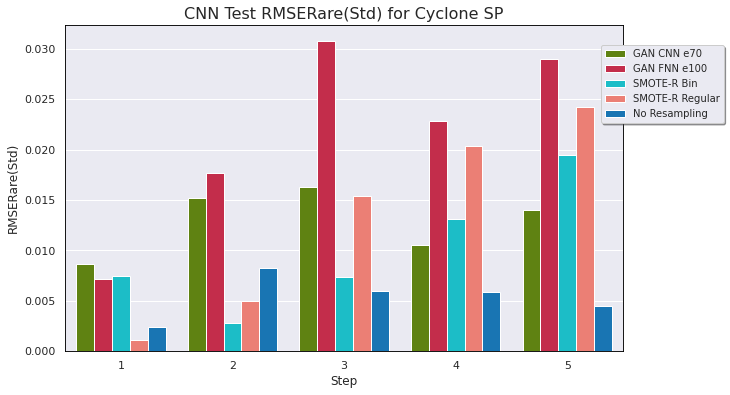 CNN Test RMSERare(Std) for Cyclone SP
RMSERare(Std)
0.030
0.025
0.020
0.015
0.010
0.005
0.000
1
2
3
4
5
Step
GAN CNN e70
GAN FNN e100
SMOTE-R Bin
SMOTE-R Regular
No Resampling